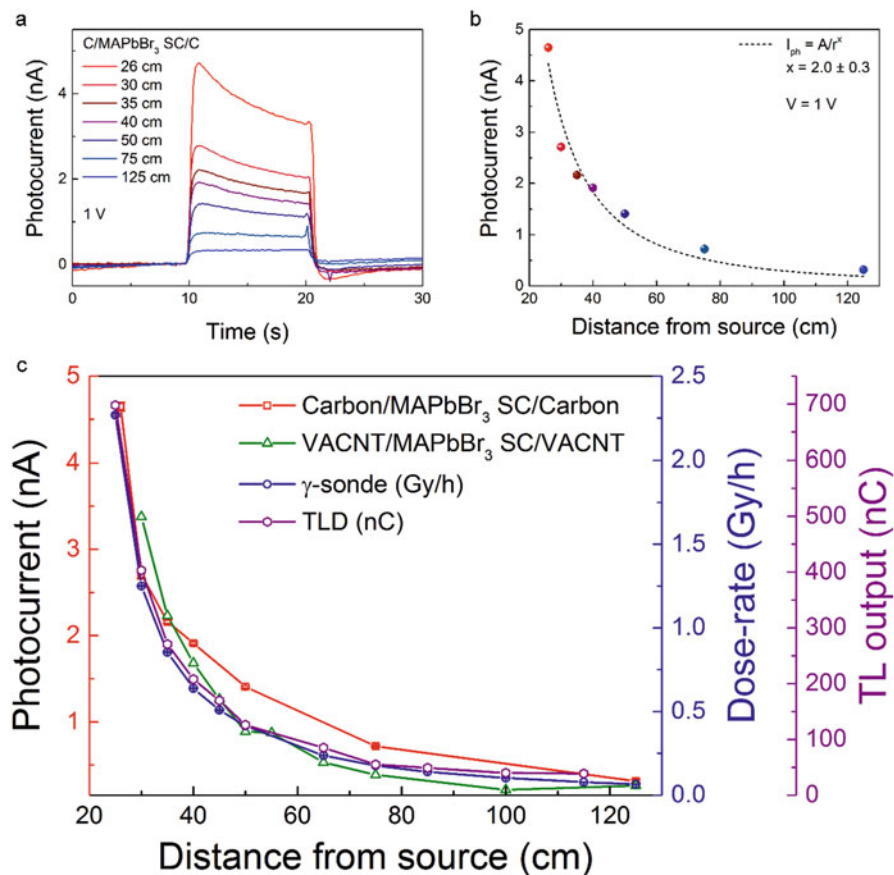 a
C/MAPbBr₃ SC/C
26 cm
30 cm
35 cm
40 cm
50 cm
75 cm
125 cm
1 V
Photocurrent (nA)
4
2
0
0 10 20 30
Time (s)
b
Iₚₕ = A/rˣ
x = 2.0 ± 0.3
V = 1 V
Photocurrent (nA)
5
4
3
2
1
0
20 40 60 80 100 120
Distance from source (cm)
c
Carbon/MAPbBr₃ SC/Carbon
VACNT/MAPbBr₃ SC/VACNT
γ-sonde (Gy/h)
TLD (nC)
Photocurrent (nA)
5
4
3
2
1
20 40 60 80 100 120
Distance from source (cm)
2.5
2.0
1.5
1.0
0.5
0.0
Dose-rate (Gy/h)
700
600
500
400
300
200
100
0
TL output (nC)